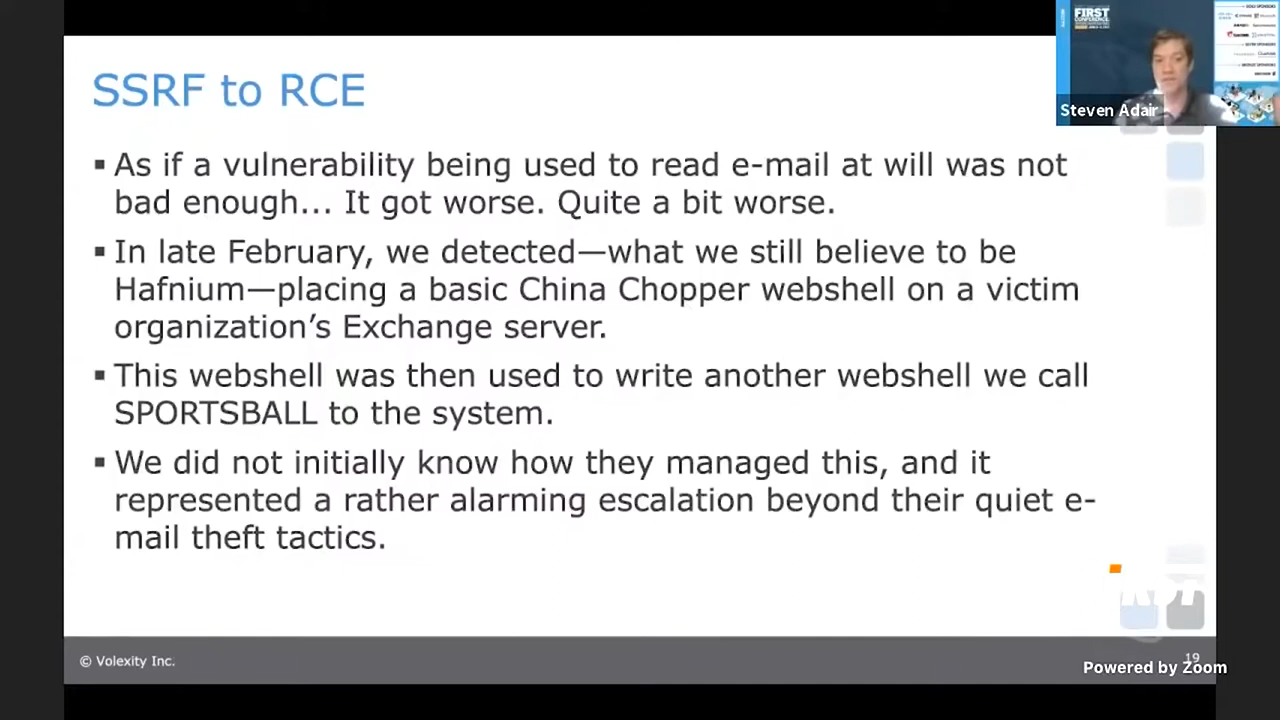 SSRF to RCE
FIRST
CONFERENCE
Steven Adair
▪ As if a vulnerability being used to read e-mail at will was not
bad enough... It got worse. Quite a bit worse.
▪ In late February, we detected—what we still believe to be
Hafnium—placing a basic China Chopper webshell on a victim
organization’s Exchange server.
▪ This webshell was then used to write another webshell we call
SPORTSBALL to the system.
▪ We did not initially know how they managed this, and it
represented a rather alarming escalation beyond their quiet e-
mail theft tactics.
© Volexity Inc.
19
Powered by Zoom